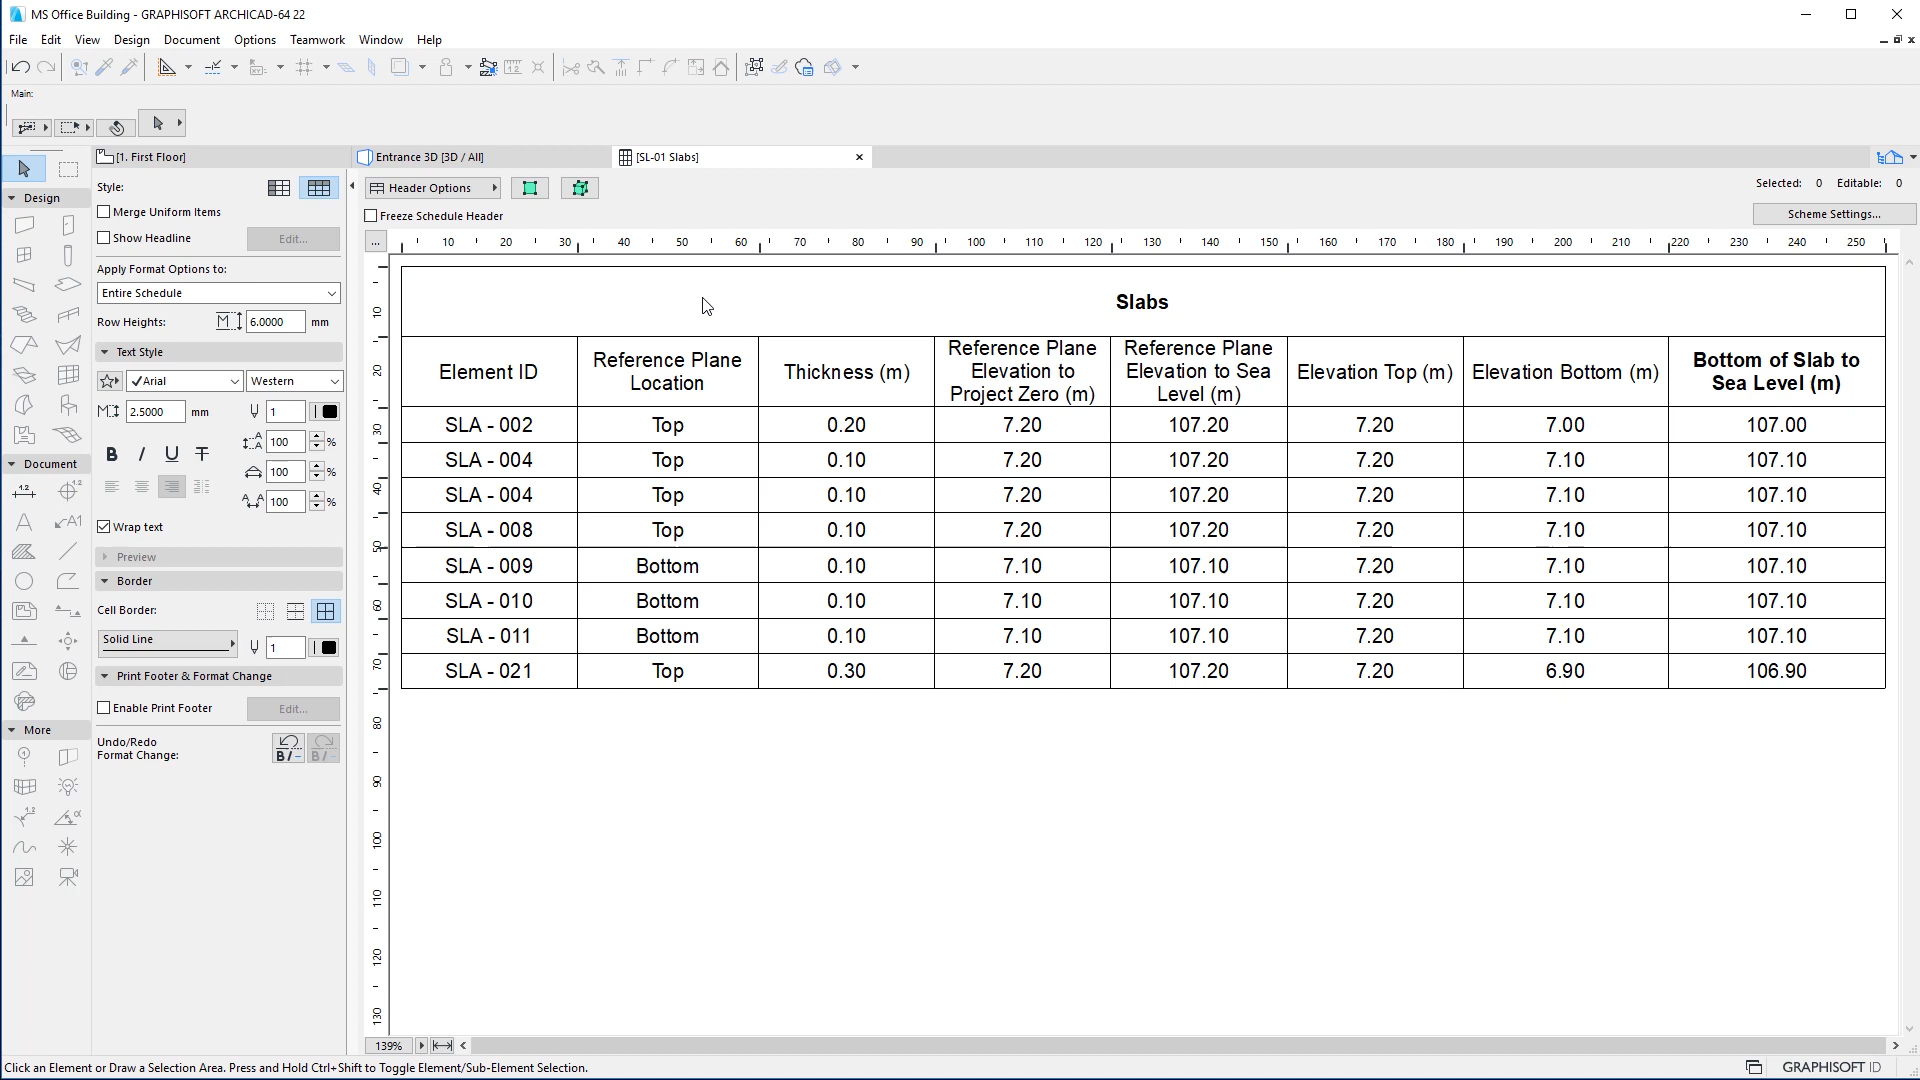 MS Office Building - GRAPHISOFT ARCHICAD-64 22
File Edit View Design Document Options Teamwork Window Help
Main:
[1. First Floor]
Entrance 3D [3D / All]
[SL-01 Slabs]
Design
Document
More
Style:
Merge Uniform Items
Show Headline
Edit...
Apply Format Options to:
Entire Schedule
Row Heights:
6.0000 mm
Text Style
Arial
Western
2.5000 mm
1
100 %
100 %
100 %
B I U T
Wrap text
Preview
Border
Cell Border:
Solid Line
1
Print Footer & Format Change
Enable Print Footer
Edit...
Undo/Redo
Format Change:
Header Options
Freeze Schedule Header
Selected: 0 Editable: 0
Scheme Settings...
...
10 20 30 40 50 60 70 80 90 100 110 120 130 140 150 160 170 180 190 200 210 220 230 240 250
10
20
30
40
50
60
70
80
90
100
110
120
130
Slabs
Element ID
Reference Plane
Location
Thickness (m)
Reference Plane
Elevation to
Project Zero (m)
Reference Plane
Elevation to Sea
Level (m)
Elevation Top (m)
Elevation Bottom (m)
Bottom of Slab to
Sea Level (m)
SLA - 002 Top 0.20 7.20 107.20 7.20 7.00 107.00
SLA - 004 Top 0.10 7.20 107.20 7.20 7.10 107.10
SLA - 004 Top 0.10 7.20 107.20 7.20 7.10 107.10
SLA - 008 Top 0.10 7.20 107.20 7.20 7.10 107.10
SLA - 009 Bottom 0.10 7.10 107.10 7.20 7.10 107.10
SLA - 010 Bottom 0.10 7.10 107.10 7.20 7.10 107.10
SLA - 011 Bottom 0.10 7.10 107.10 7.20 7.10 107.10
SLA - 021 Top 0.30 7.20 107.20 7.20 6.90 106.90
139%
Click an Element or Draw a Selection Area. Press and Hold Ctrl+Shift to Toggle Element/Sub-Element Selection.
GRAPHISOFT ID